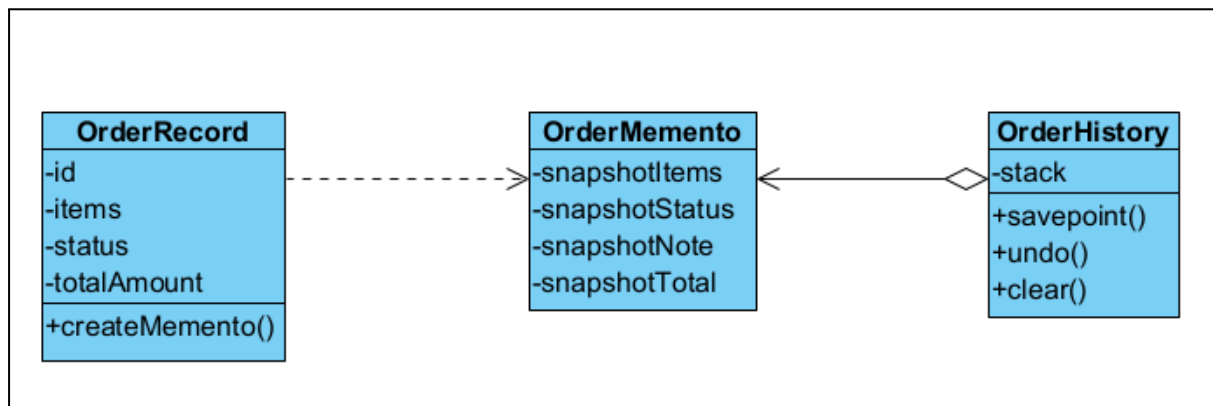 OrderRecord
-id
-items
-status
-totalAmount
+createMemento()
OrderMemento
-snapshotItems
-snapshotStatus
-snapshotNote
-snapshotTotal
OrderHistory
-stack
+savepoint()
+undo()
+clear()